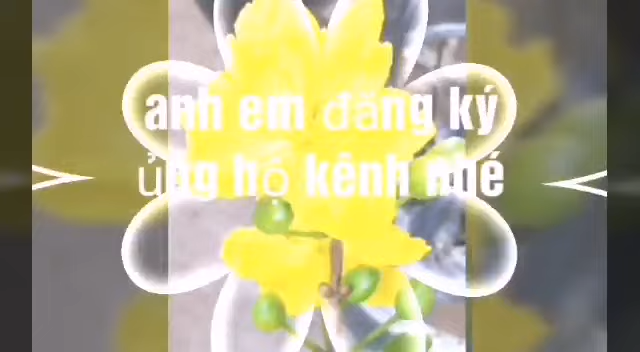 anh em đăng ký
ủng hộ kênh nhé